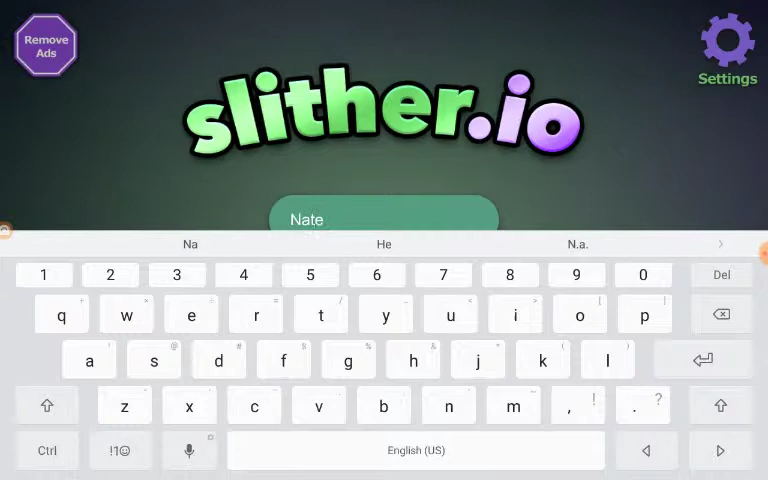 Remove
Ads
slither.io
Settings
Nate
Na He N.a. >
1 2 3 4 5 6 7 8 9 0 Del
q w e r t y u i o p
a s d f g h j k l
z x c v b n m , ! . ?
Ctrl !1☺ English (US)